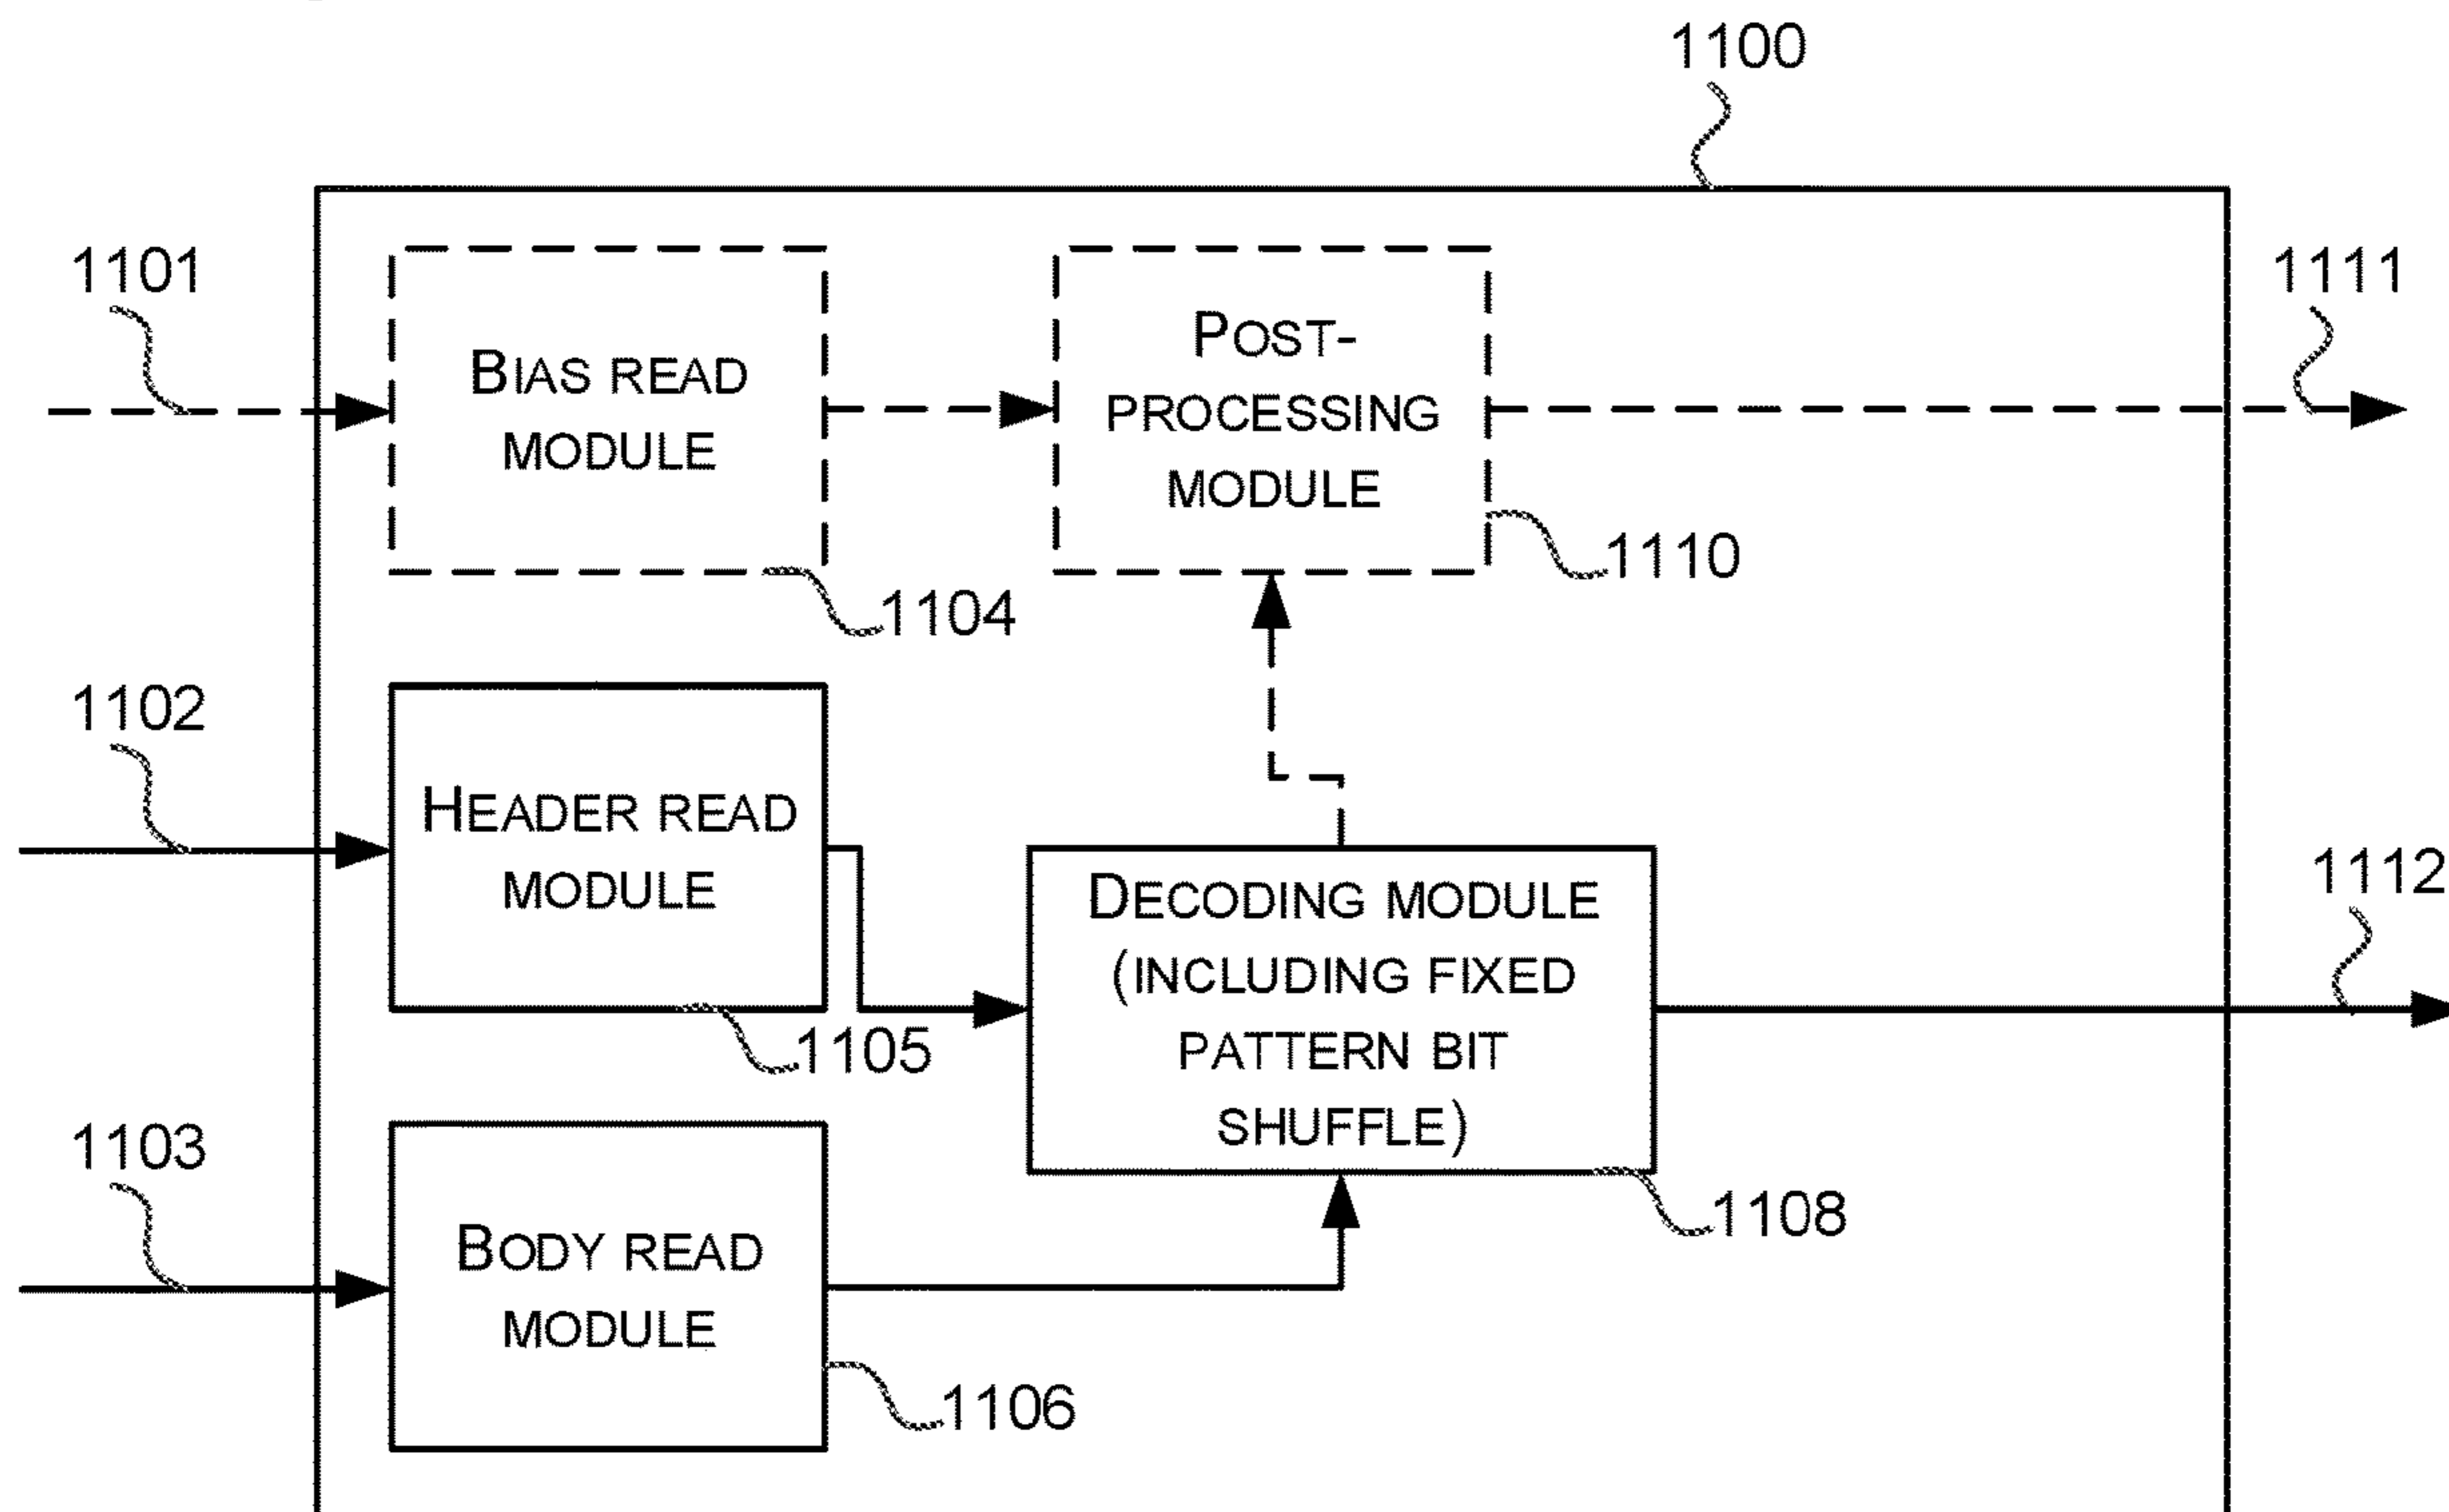 1100
1101
BIAS READ
MODULE
1104
POST-
PROCESSING
MODULE
1110
1111
1102
HEADER READ
MODULE
1105
DECODING MODULE
(INCLUDING FIXED
PATTERN BIT
SHUFFLE)
1108
1112
1103
BODY READ
MODULE
1106